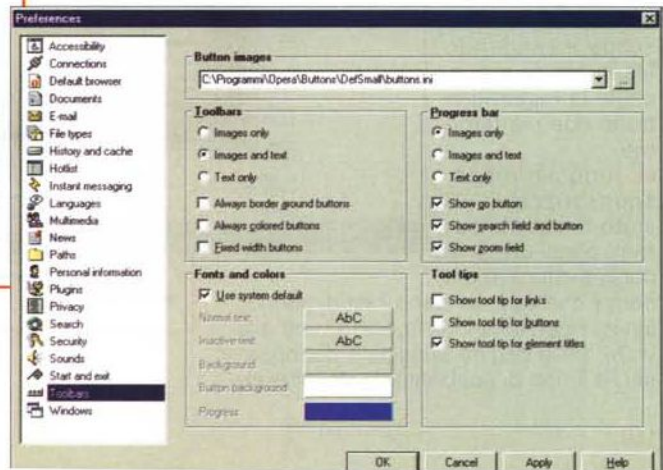 Preferences
Accessibility
Connections
Default browser
Documents
E-mail
File types
History and cache
Hotlist
Instant messaging
Languages
Multimedia
News
Paths
Personal information
Plugins
Privacy
Search
Security
Sounds
Start and exit
Toolbars
Windows
Button images
C:\Programmi\Opera\Buttons\DefSmall\buttons.ini
...
Toolbars
Images only
Images and text
Text only
Always border around buttons
Always colored buttons
Fixed width buttons
Progress bar
Images only
Images and text
Text only
Show go button
Show search field and button
Show zoom field
Fonts and colors
Use system default
Normal text
AbC
Inactive text
AbC
Background
Button background
Progress
Tool tips
Show tool tip for links
Show tool tip for buttons
Show tool tip for element titles
OK
Cancel
Apply
Help